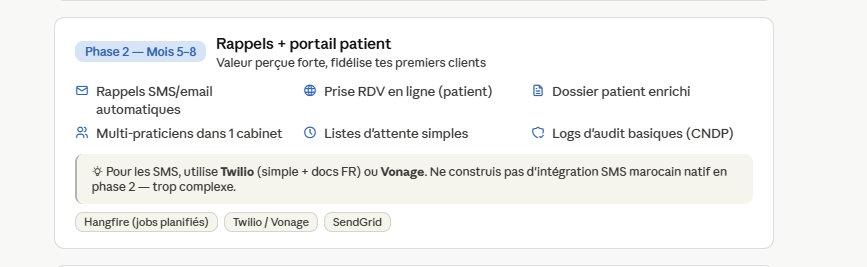 Phase 2 — Mois 5–8
Rappels + portail patient
Valeur perçue forte, fidélise tes premiers clients
Rappels SMS/email
automatiques
Prise RDV en ligne (patient)
Dossier patient enrichi
Multi-praticiens dans 1 cabinet
Listes d'attente simples
Logs d'audit basiques (CNDP)
Pour les SMS, utilise Twilio (simple + docs FR) ou Vonage. Ne construis pas d'intégration SMS marocain natif en
phase 2 — trop complexe.
Hangfire (jobs planifiés)
Twilio / Vonage
SendGrid